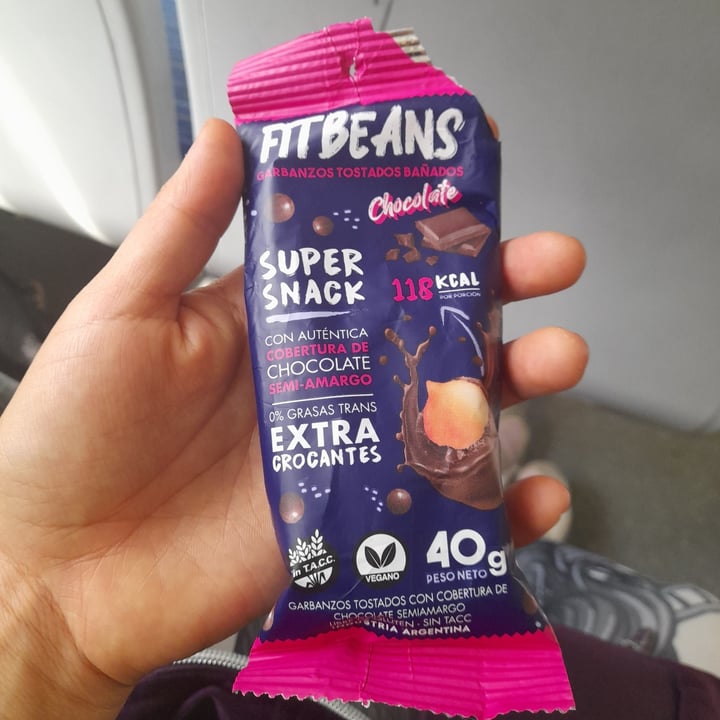 FITBEANS
GARBANZOS TOSTADOS BAÑADOS
Chocolate
SUPER
SNACK
118 KCAL
POR PORCIÓN
CON AUTÉNTICA
COBERTURA DE
CHOCOLATE
SEMI-AMARGO
0% GRASAS TRANS
EXTRA
CROCANTES
Sin T.A.C.C.
VEGANO
40g
PESO NETO
GARBANZOS TOSTADOS CON COBERTURA DE
CHOCOLATE SEMIAMARGO
GLUTEN - SIN TACC
INDUSTRIA ARGENTINA